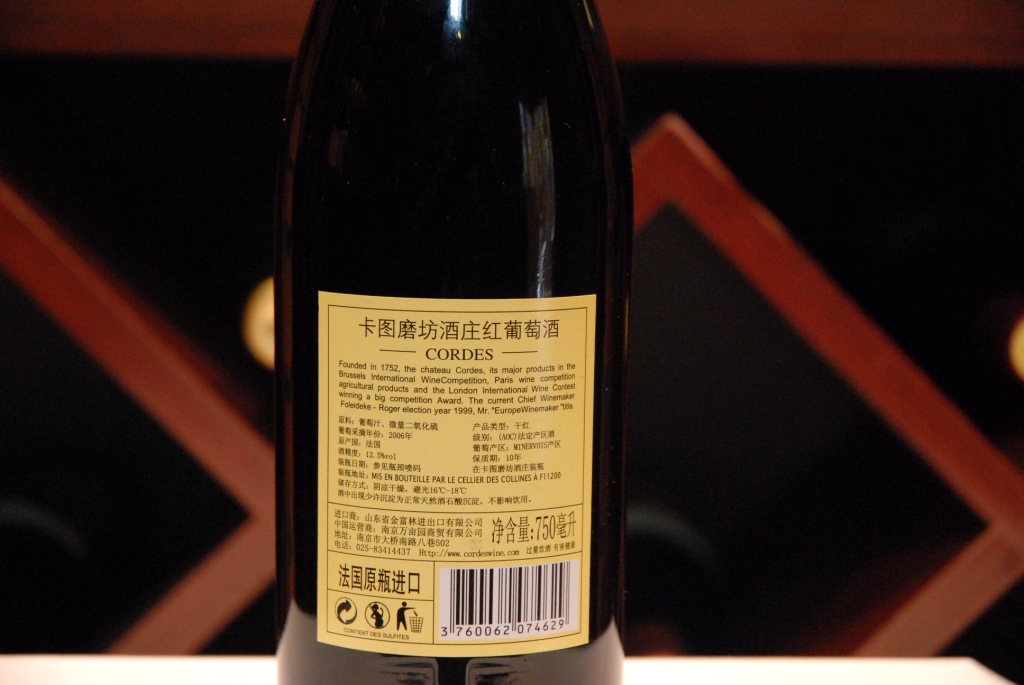 卡图磨坊酒庄红葡萄酒
CORDES
Founded in 1752, the chateau Cordes, its major products in the
Brussels International WineCompetition, Paris wine competition
agricultural products and the London International Wine Contest
winning a big competition Award. The current Chief Winemaker
Foleideke - Roger election year 1999, Mr. "EuropeWinemaker "title.
原料: 葡萄汁、微量二氧化硫
产品类型: 干红
葡萄采摘年份: 2006年
级别: (AOC)法定产区酒
原产国: 法国
葡萄产区: MINERVOIS产区
酒精度: 12.5%vol
保质期: 10年
装瓶日期: 参见瓶颈喷码
在卡图磨坊酒庄装瓶
装瓶地址: MIS EN BOUTEILLE PAR LE CELLIER DES COLLINES À F11200
储存方式: 阴凉干燥, 避光16℃-18℃
酒中出现少许沉淀为正常天然酒石酸沉淀, 不影响饮用。
进口商: 山东省金富林进出口有限公司
中国运营商: 南京万亩园商贸有限公司
地址: 南京市大桥南路八巷502
净含量:750毫升
电话: 025-83414437 Http://www.cordeswine.com 过量饮酒 有害健康
法国原瓶进口
CONTIENT DES SULFITES
3 760062 074629